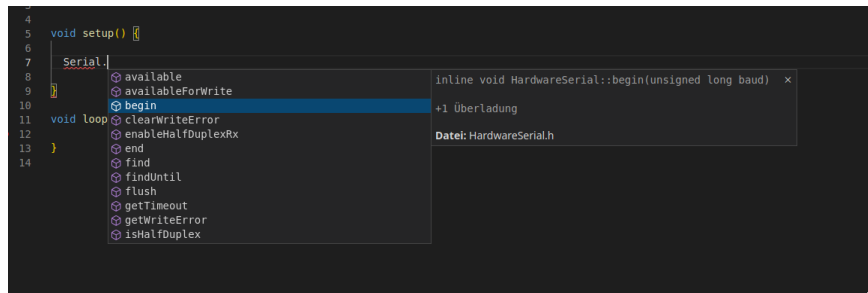 4
5 void setup() {
6
7 Serial.
8
9 }
10
11 void loop
12
13 }
14
available
availableForWrite
begin
clearWriteError
enableHalfDuplexRx
end
find
findUntil
flush
getTimeout
getWriteError
isHalfDuplex
inline void HardwareSerial::begin(unsigned long baud) ×
+1 Überladung
Datei: HardwareSerial.h